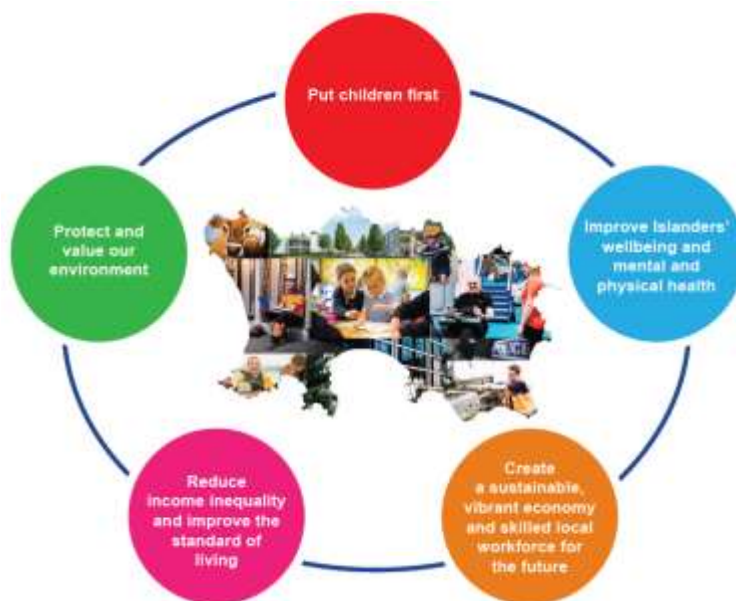 Put children first
Improve Islanders'
wellbeing and
mental and
physical health
Create
a sustainable,
vibrant economy
and skilled local
workforce for
the future
Reduce
income inequality
and improve the
standard of
living
Protect and
value our
environment